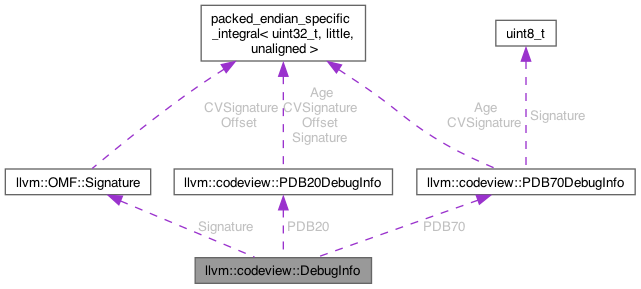 packed_endian_specific
_integral< uint32_t, little,
unaligned >
uint8_t
CVSignature
Offset
Age
CVSignature
Offset
Signature
Age
CVSignature
Signature
llvm::OMF::Signature
llvm::codeview::PDB20DebugInfo
llvm::codeview::PDB70DebugInfo
Signature
PDB20
PDB70
llvm::codeview::DebugInfo